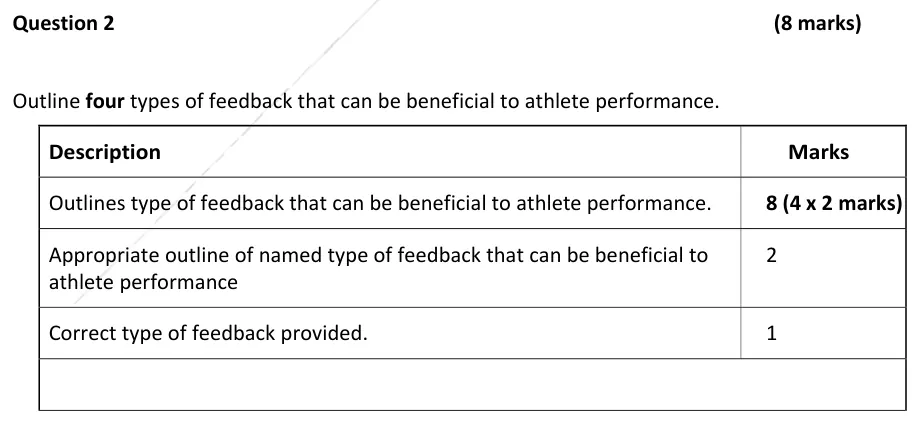 Question 2 (8 marks)
Outline four types of feedback that can be beneficial to athlete performance.
Description Marks
Outlines type of feedback that can be beneficial to athlete performance. 8 (4 x 2 marks)
Appropriate outline of named type of feedback that can be beneficial to 2
athlete performance
Correct type of feedback provided. 1